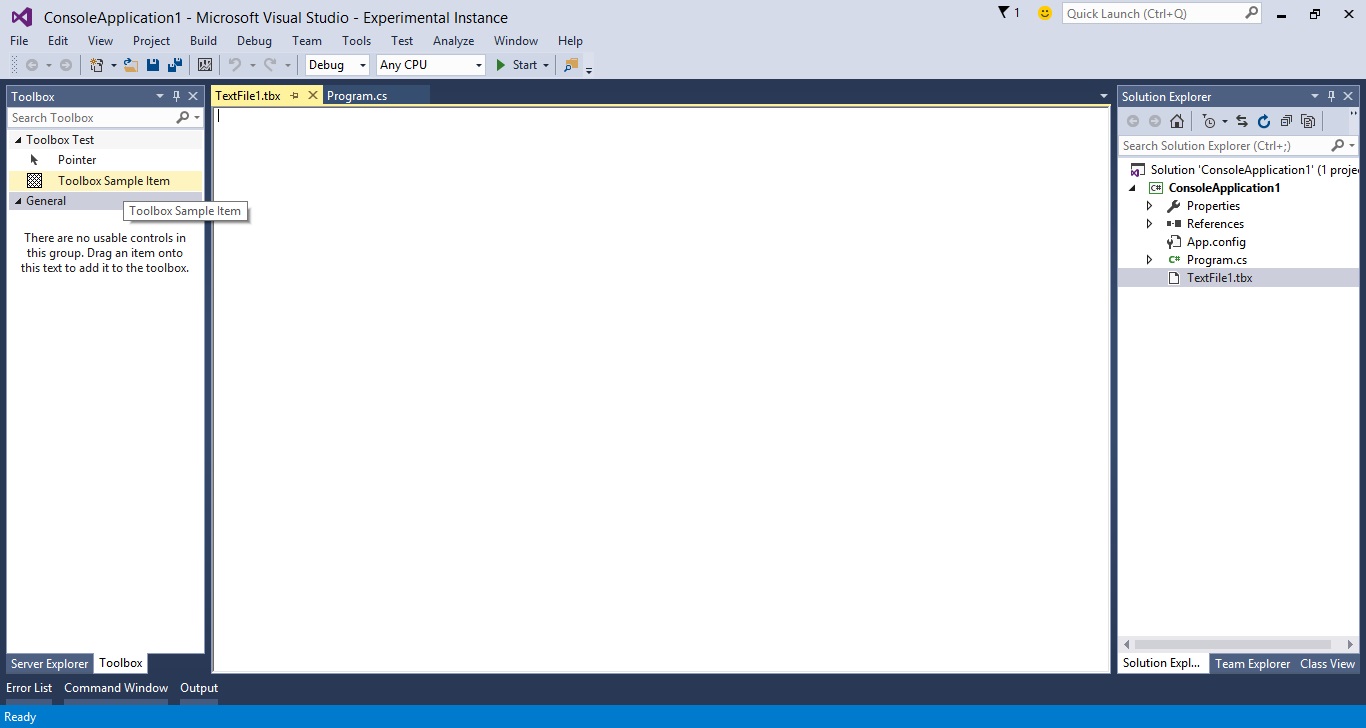 ConsoleApplication1 - Microsoft Visual Studio - Experimental Instance
1
Quick Launch (Ctrl+Q)
File Edit View Project Build Debug Team Tools Test Analyze Window Help
Debug Any CPU Start
Toolbox
Search Toolbox
Toolbox Test
Pointer
Toolbox Sample Item
General
Toolbox Sample Item
There are no usable controls in
this group. Drag an item onto
this text to add it to the toolbox.
Server Explorer Toolbox
TextFile1.tbx Program.cs
Solution Explorer
Search Solution Explorer (Ctrl+;)
Solution 'ConsoleApplication1' (1 proje
C# ConsoleApplication1
Properties
References
App.config
C# Program.cs
TextFile1.tbx
Solution Expl... Team Explorer Class View
Error List Command Window Output
Ready